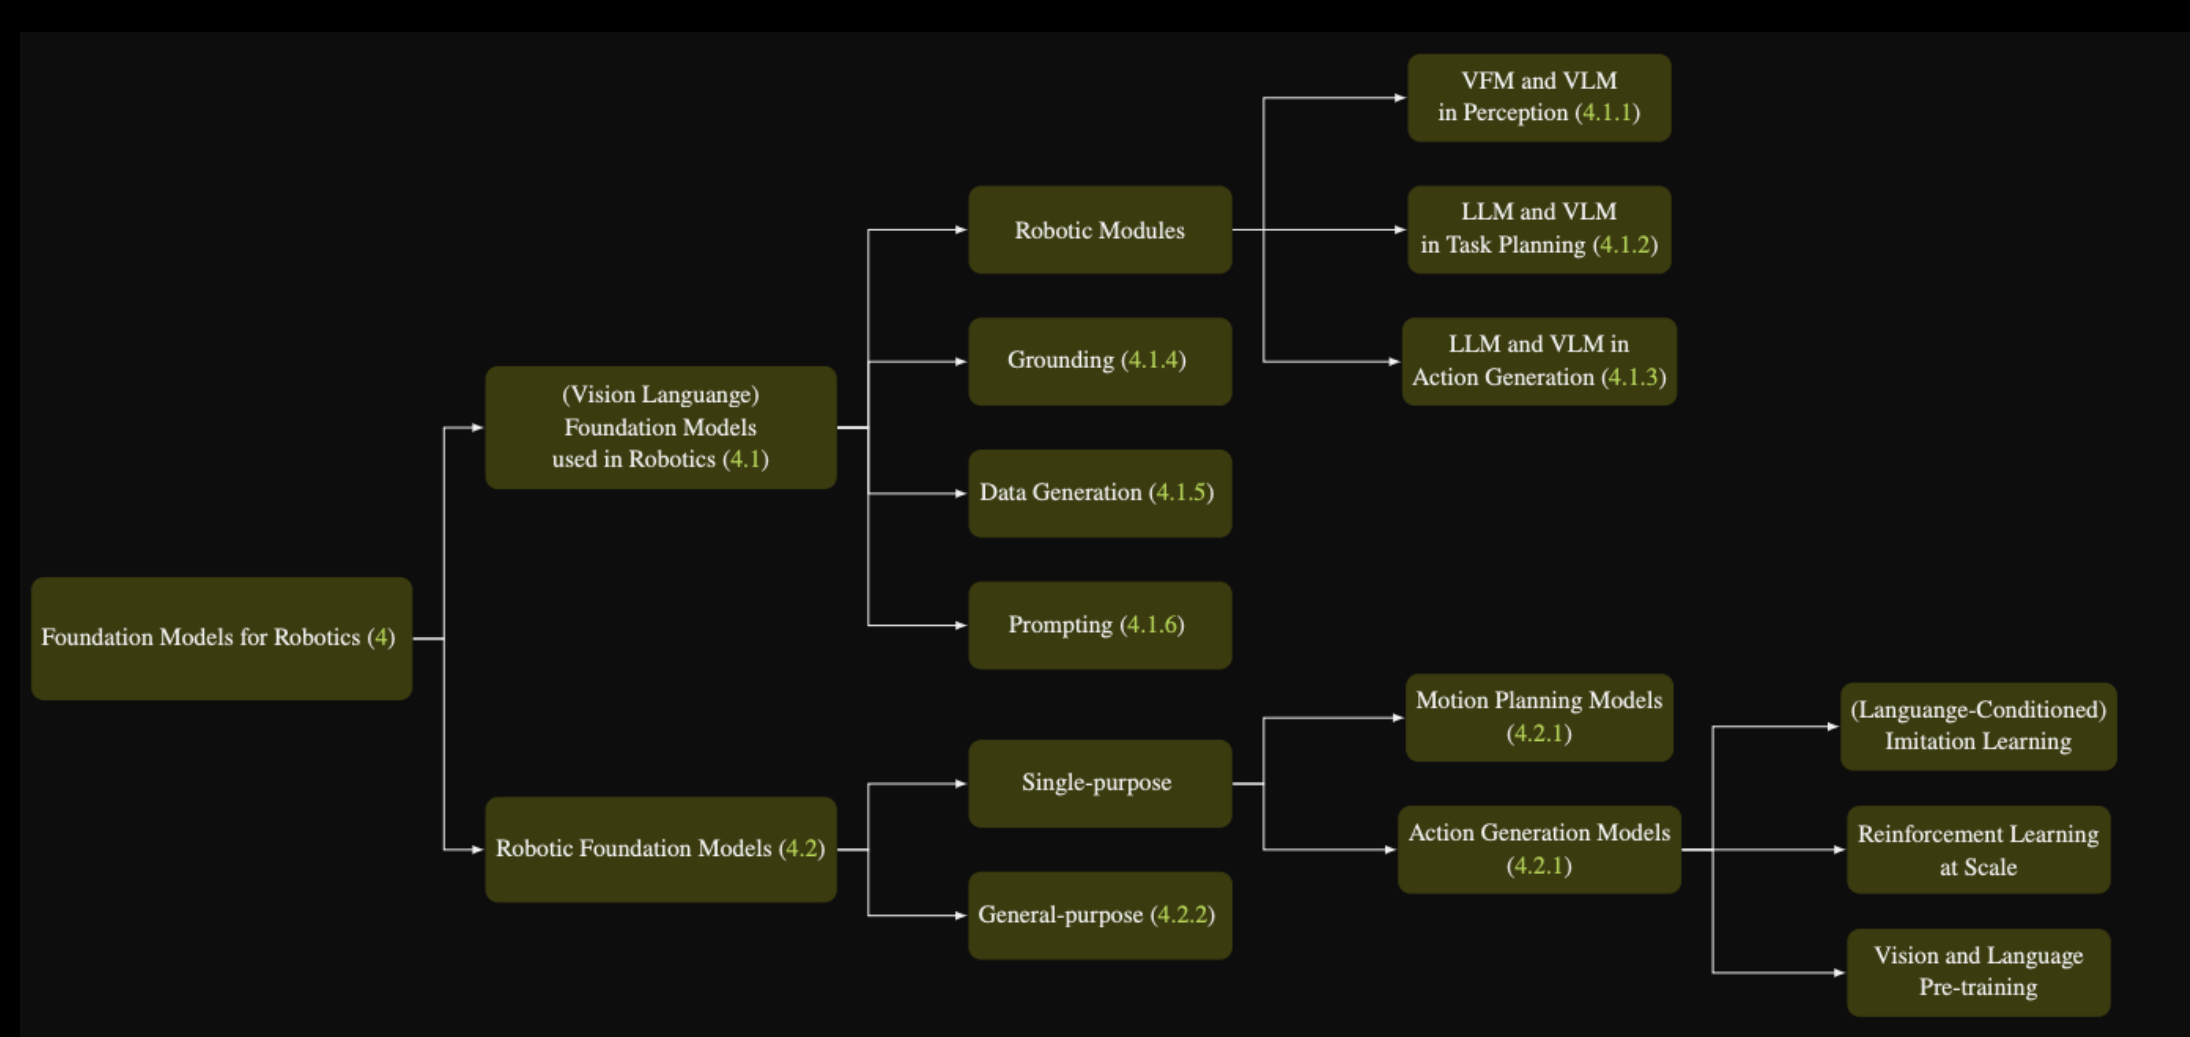 Foundation Models for Robotics (4)
(Vision Languange)
Foundation Models
used in Robotics (4.1)
Robotic Modules
VFM and VLM
in Perception (4.1.1)
LLM and VLM
in Task Planning (4.1.2)
LLM and VLM in
Action Generation (4.1.3)
Grounding (4.1.4)
Data Generation (4.1.5)
Prompting (4.1.6)
Robotic Foundation Models (4.2)
Single-purpose
Motion Planning Models
(4.2.1)
Action Generation Models
(4.2.1)
(Languange-Conditioned)
Imitation Learning
Reinforcement Learning
at Scale
Vision and Language
Pre-training
General-purpose (4.2.2)